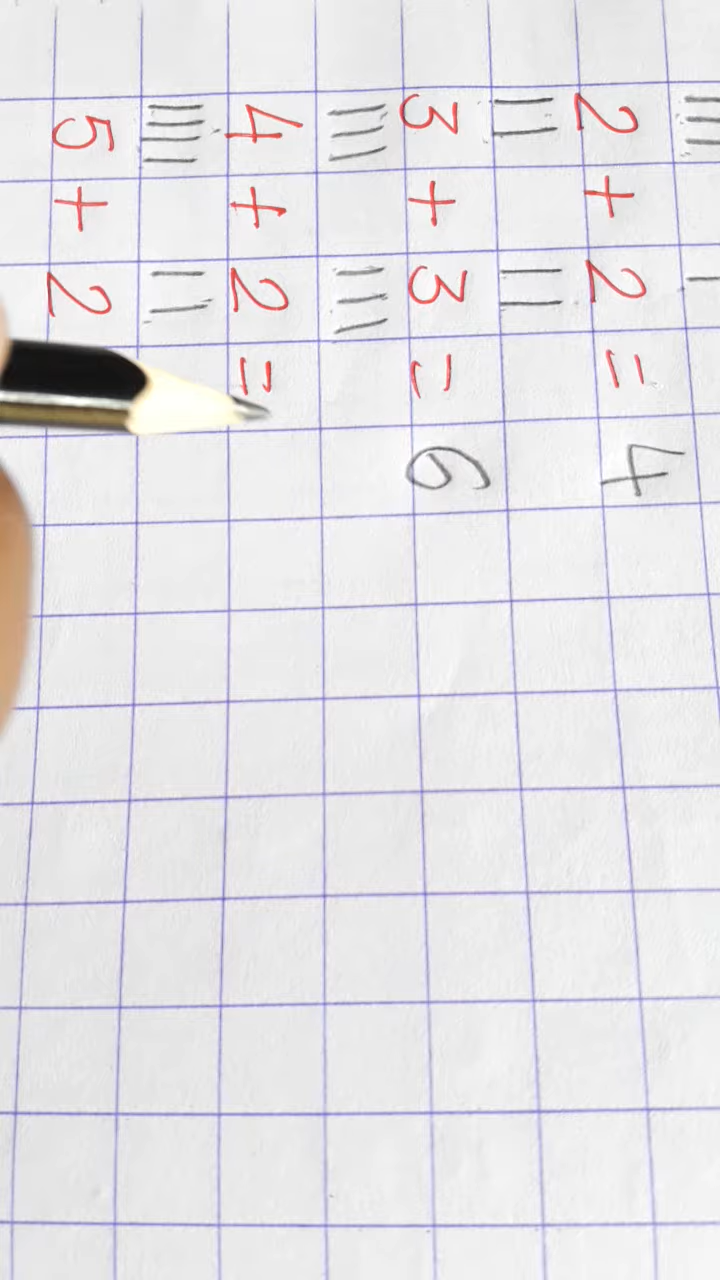 2 + 2 = 4
3 + 3 = 6
4 + 2 =
5 + 2